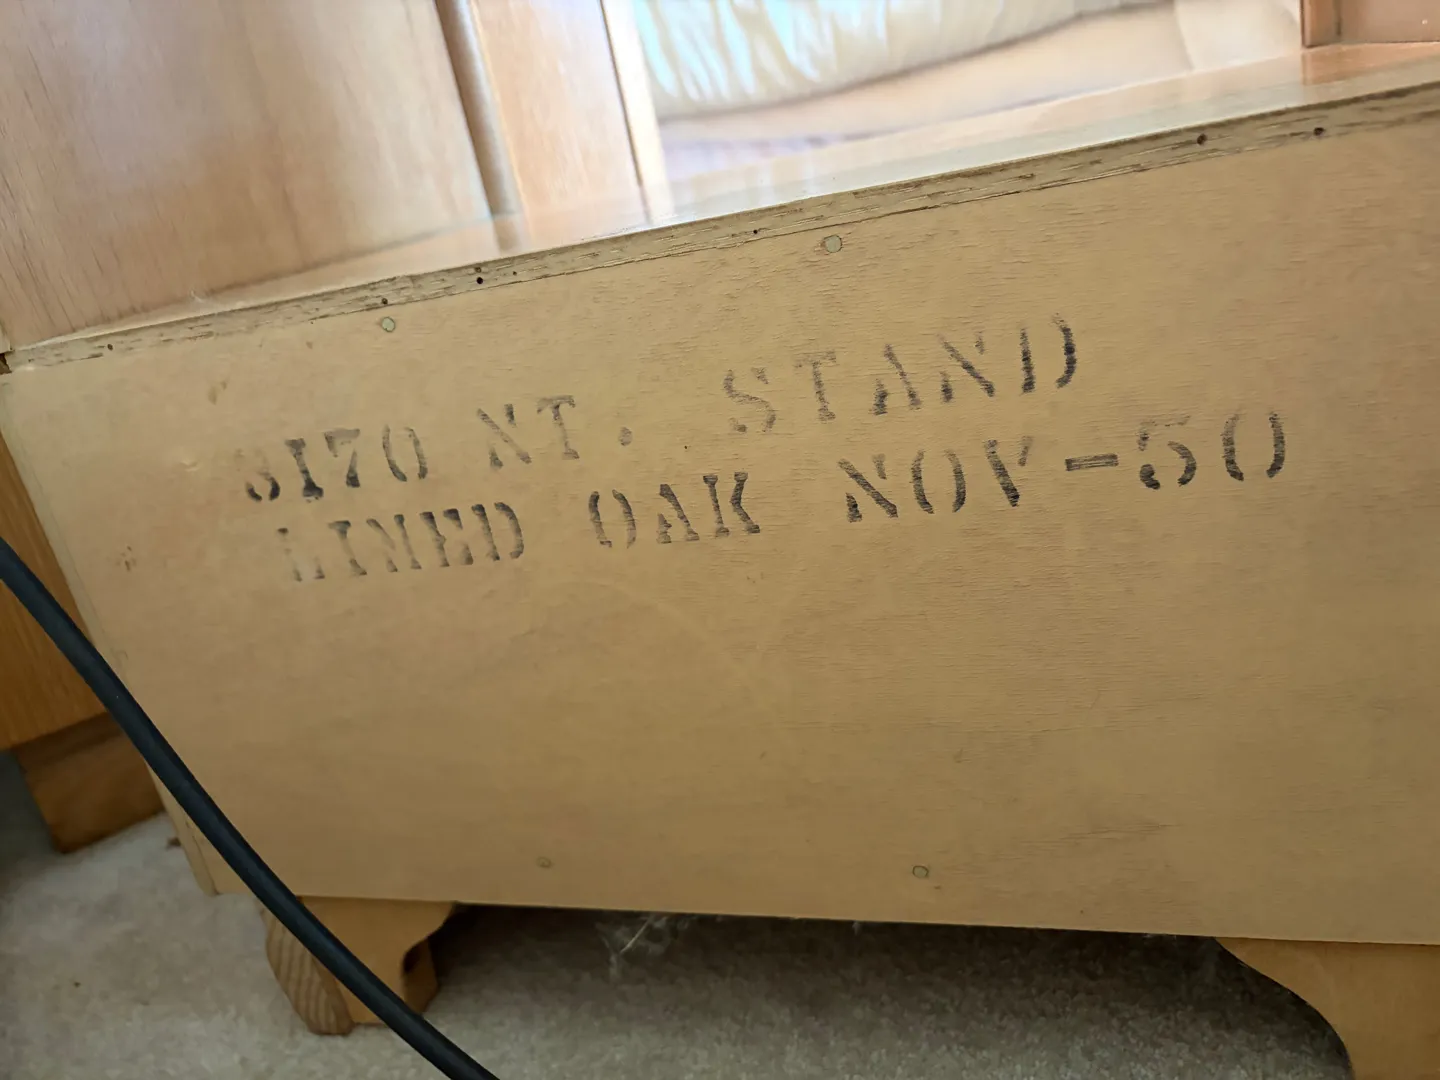 3170 NT. STAND
LIMED OAK NOV-50